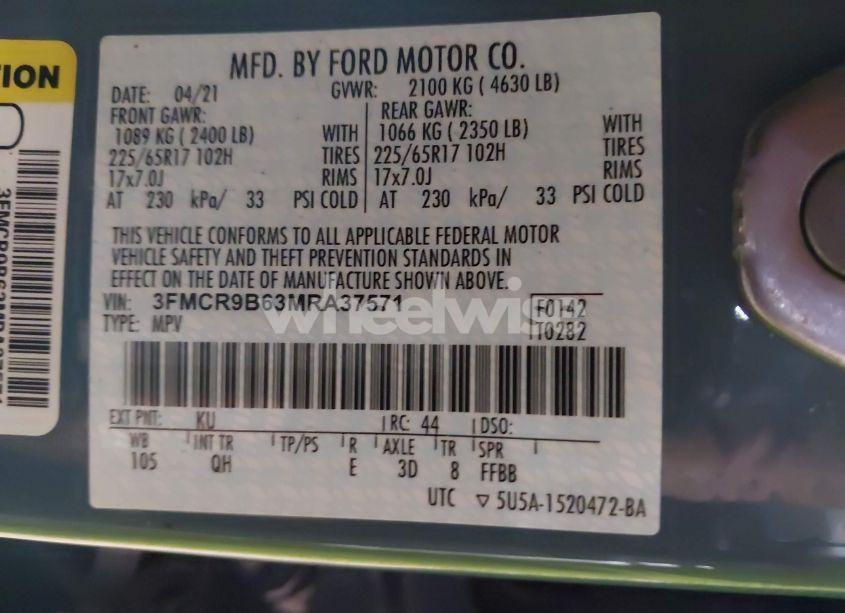 TION
MFD. BY FORD MOTOR CO.
DATE: 04/21 GVWR: 2100 KG ( 4630 LB)
FRONT GAWR: REAR GAWR:
1089 KG ( 2400 LB) WITH 1066 KG ( 2350 LB) WITH
225/65R17 102H TIRES 225/65R17 102H TIRES
17x7.0J RIMS 17x7.0J RIMS
AT 230 kPa/ 33 PSI COLD AT 230 kPa/ 33 PSI COLD
THIS VEHICLE CONFORMS TO ALL APPLICABLE FEDERAL MOTOR
VEHICLE SAFETY AND THEFT PREVENTION STANDARDS IN
EFFECT ON THE DATE OF MANUFACTURE SHOWN ABOVE.
VIN: 3FMCR9B63MRA37571 F0142
TYPE: MPV T0282
EXT PNT: KU RC: 44 DSO:
WB INT TR TP/PS R AXLE TR SPR
105 QH E 3D 8 FFBB
UTC ▽ 5U5A-1520472-BA
3FMCR9B63MRA37571
wheelwis